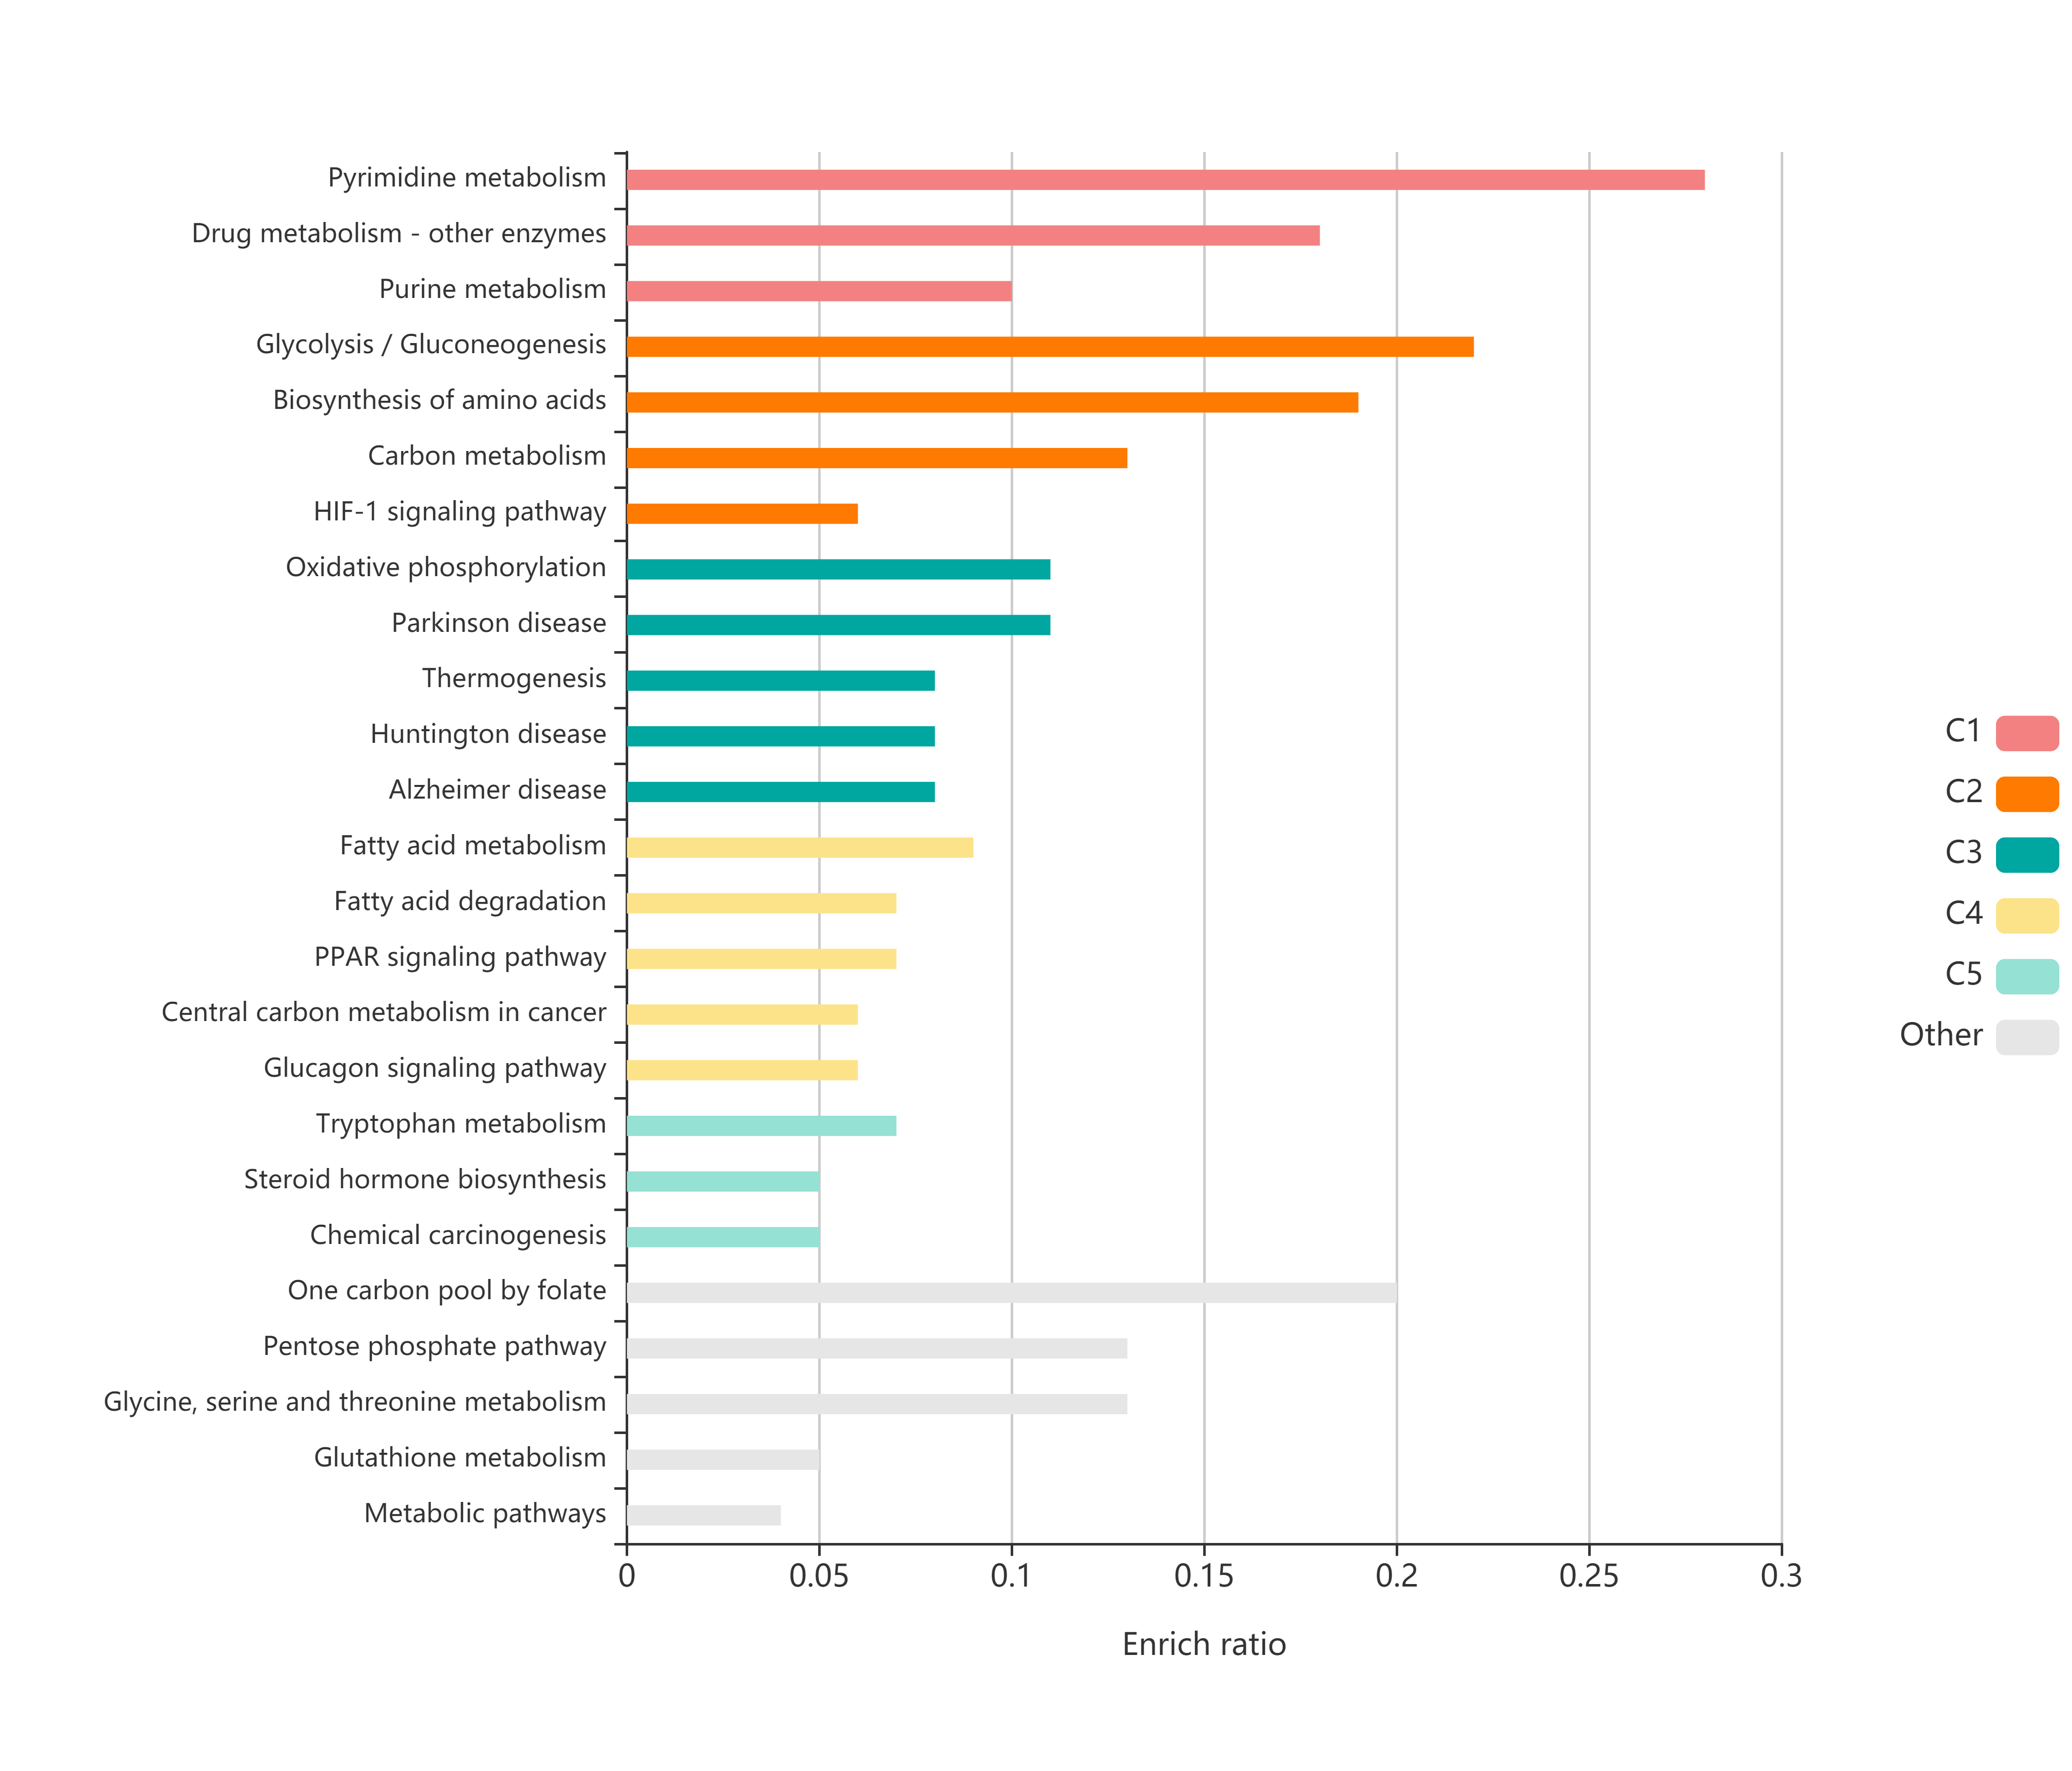 Pyrimidine metabolism
Drug metabolism - other enzymes
Purine metabolism
Glycolysis / Gluconeogenesis
Biosynthesis of amino acids
Carbon metabolism
HIF-1 signaling pathway
Oxidative phosphorylation
Parkinson disease
Thermogenesis
Huntington disease
Alzheimer disease
Fatty acid metabolism
Fatty acid degradation
PPAR signaling pathway
Central carbon metabolism in cancer
Glucagon signaling pathway
Tryptophan metabolism
Steroid hormone biosynthesis
Chemical carcinogenesis
One carbon pool by folate
Pentose phosphate pathway
Glycine, serine and threonine metabolism
Glutathione metabolism
Metabolic pathways
0 0.05 0.1 0.15 0.2 0.25 0.3
Enrich ratio
C1
C2
C3
C4
C5
Other